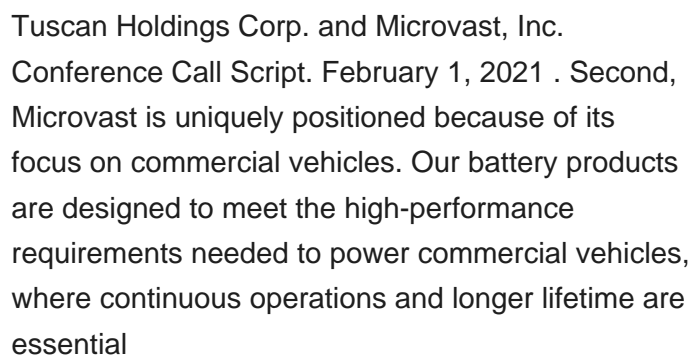 Tuscan Holdings Corp. and Microvast, Inc.
Conference Call Script. February 1, 2021 . Second,
Microvast is uniquely positioned because of its
focus on commercial vehicles. Our battery products
are designed to meet the high-performance
requirements needed to power commercial vehicles,
where continuous operations and longer lifetime are
essential